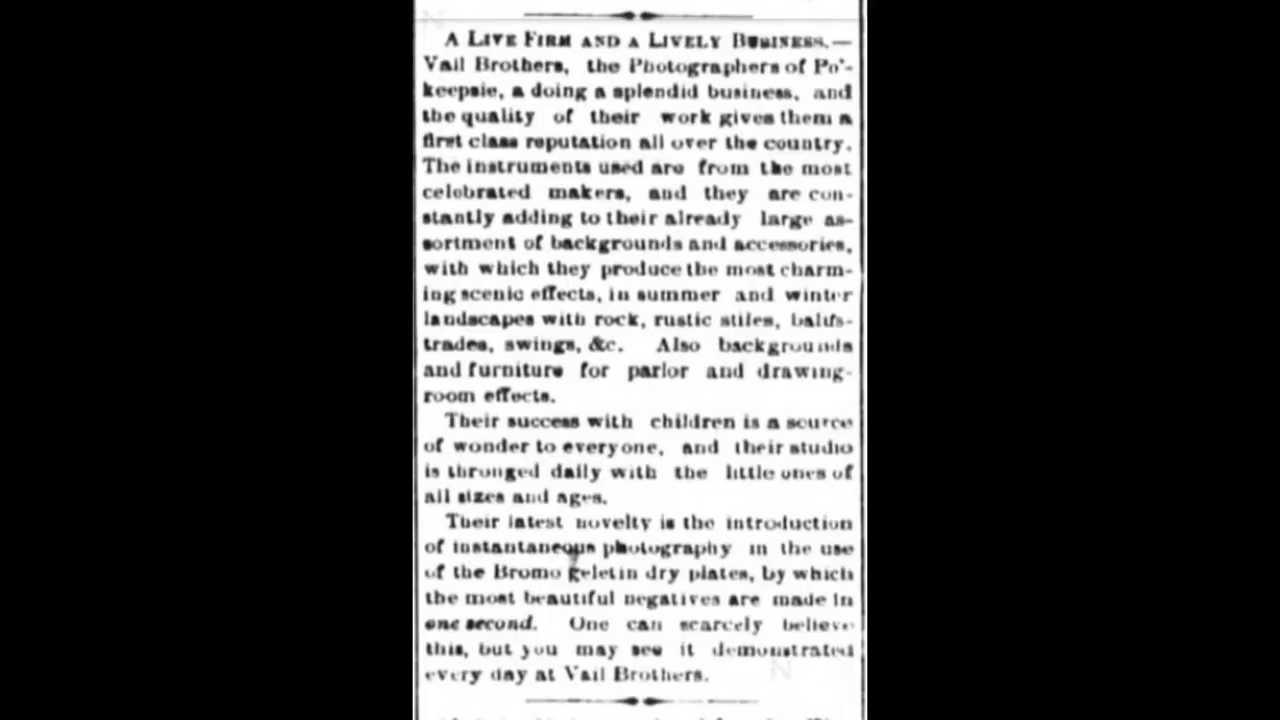 A LIVE FIRM AND A LIVELY BUSINESS.—
Vail Brothers, the Photographers of Po'-
keepsie, a doing a splendid business, and
the quality of their work gives them a
first class reputation all over the country.
The instruments used are from the most
celebrated makers, and they are con-
stantly adding to their already large as-
sortment of backgrounds and accessories,
with which they produce the most charm-
ing scenic effects, in summer and winter
landscapes with rock, rustic stiles, balus-
trades, swings, &c. Also backgrounds
and furniture for parlor and drawing-
room effects.
Their success with children is a source
of wonder to everyone, and their studio
is thronged daily with the little ones of
all sizes and ages.
Their latest novelty is the introduction
of instantaneous photography in the use
of the Bromo geletin dry plates, by which
the most beautiful negatives are made in
one second. One can scarcely believe
this, but you may see it demonstrated
every day at Vail Brothers.